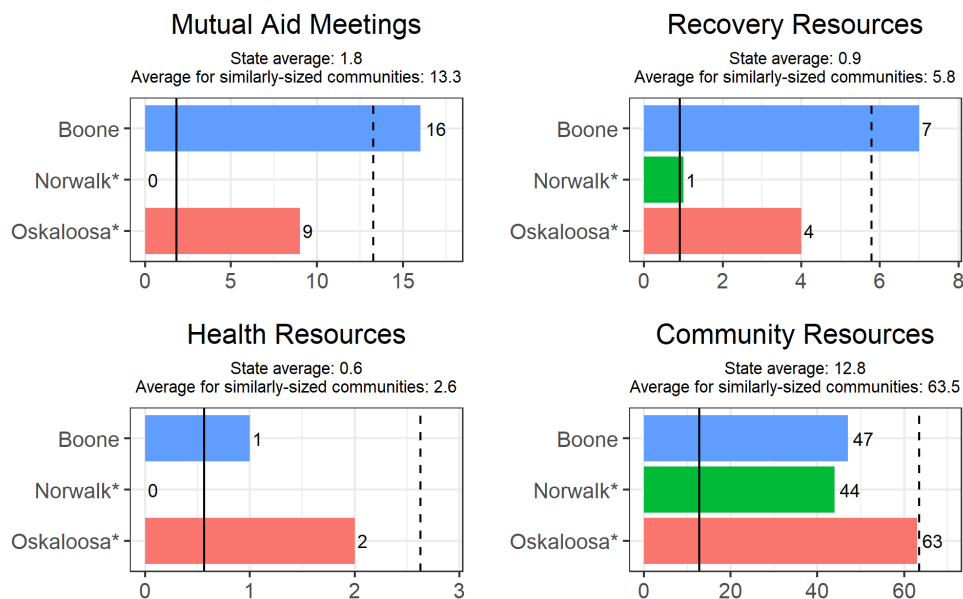 Mutual Aid Meetings
State average: 1.8
Average for similarly-sized communities: 13.3
Boone
16
Norwalk*
0
Oskaloosa*
9
0 5 10 15
Recovery Resources
State average: 0.9
Average for similarly-sized communities: 5.8
Boone
7
Norwalk*
1
Oskaloosa*
4
0 2 4 6 8
Health Resources
State average: 0.6
Average for similarly-sized communities: 2.6
Boone
1
Norwalk*
0
Oskaloosa*
2
0 1 2 3
Community Resources
State average: 12.8
Average for similarly-sized communities: 63.5
Boone
47
Norwalk*
44
Oskaloosa*
63
0 20 40 60